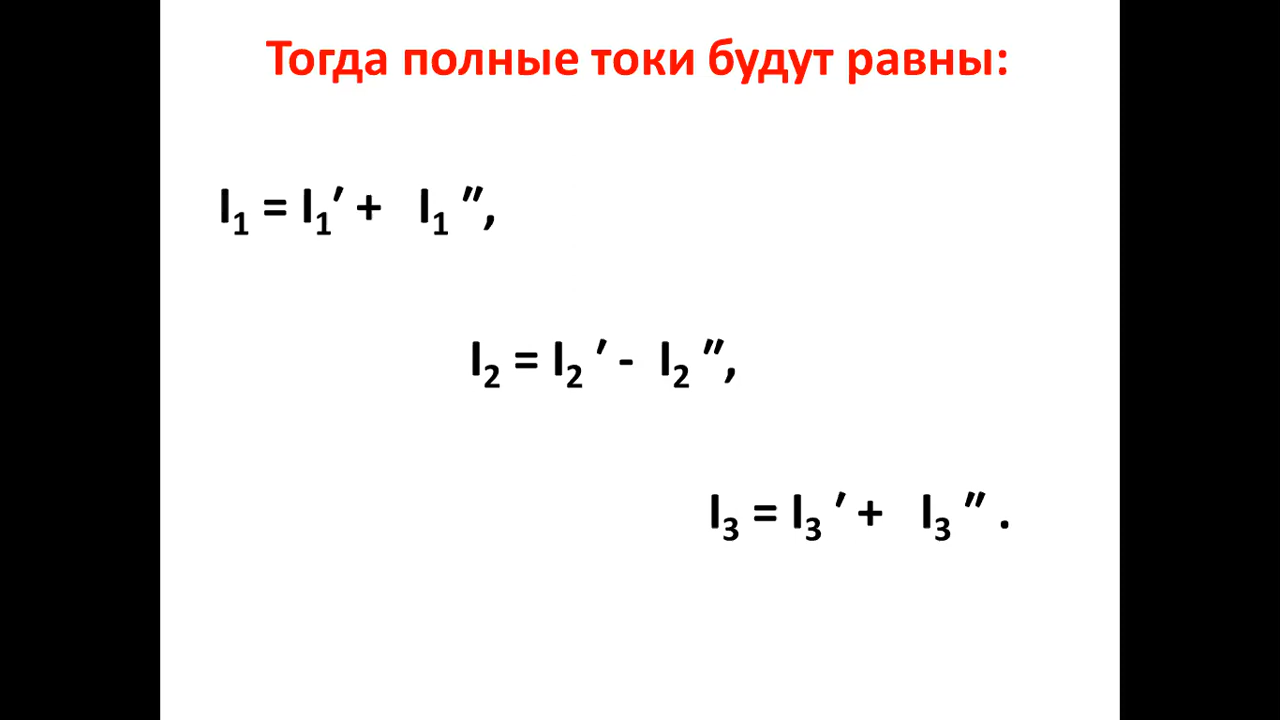 Тогда полные токи будут равны:
I₁ = I₁′ + I₁ ″,
I₂ = I₂ ′ - I₂ ″,
I₃ = I₃ ′ + I₃ ″ .